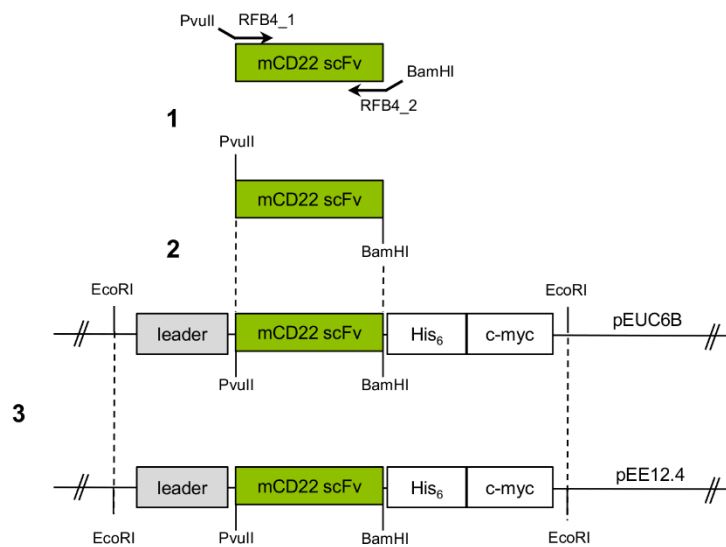 PvuII
RFB4_1
mCD22 scFv
BamHI
RFB4_2
1
PvuII
mCD22 scFv
2
BamHI
EcoRI
EcoRI
leader
mCD22 scFv
His₆
c-myc
pEUC6B
PvuII
BamHI
3
leader
mCD22 scFv
His₆
c-myc
pEE12.4
EcoRI
PvuII
BamHI
EcoRI